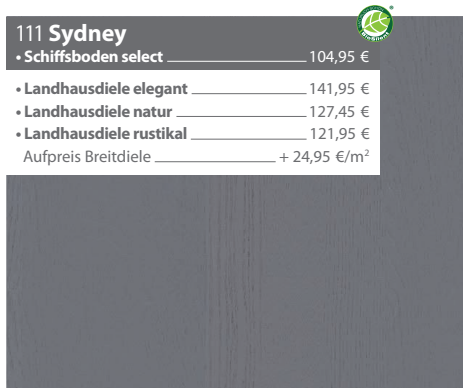 111 Sydney
• Schiffsboden select 104,95 €
• Landhausdiele elegant 141,95 €
• Landhausdiele natur 127,45 €
• Landhausdiele rustikal 121,95 €
Aufpreis Breitdiele + 24,95 €/m²